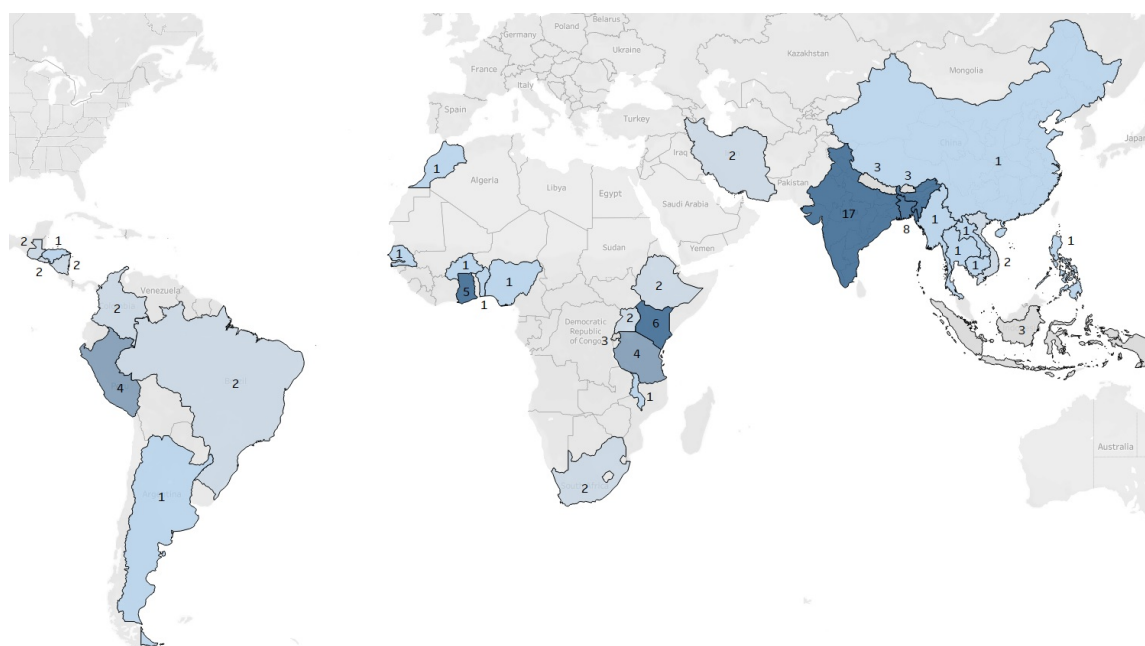 Belarus
Poland
Germany
Ukraine
Kazakhstan
France
Mongolia
Italy
Spain
Turkey
Japan
China
Iraq
2
3
3
1
1
Algeria
Libya
Egypt
Pakistan
17
Saudi Arabia
1
8
1
2
1
1
1
2
1
2
2
Sudan
Yemen
1
1
1
5
1
2
Venezuela
2
2
6
3
Democratic
Republic
of Congo
3
4
4
2
1
Australia
2
1